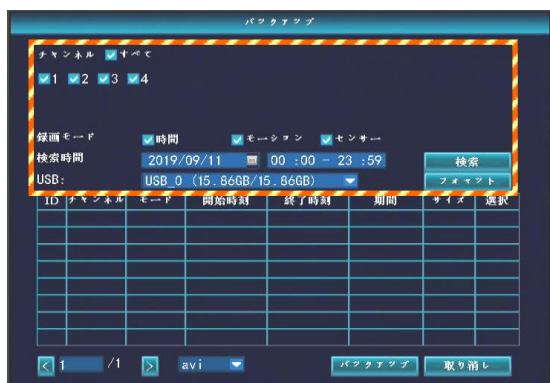 バックアップ
チャンネル すべて
1 2 3 4
録画モード 時間 モーション センサー
検索時間 2019/09/11 00 :00 - 23 :59 検索
USB: USB_0 (15.86GB/15.86GB) フォマット
ID チャンネル モード 開始時刻 終了時刻 期間 サイズ 選択
< 1 /1 > avi バックアップ 取り消し